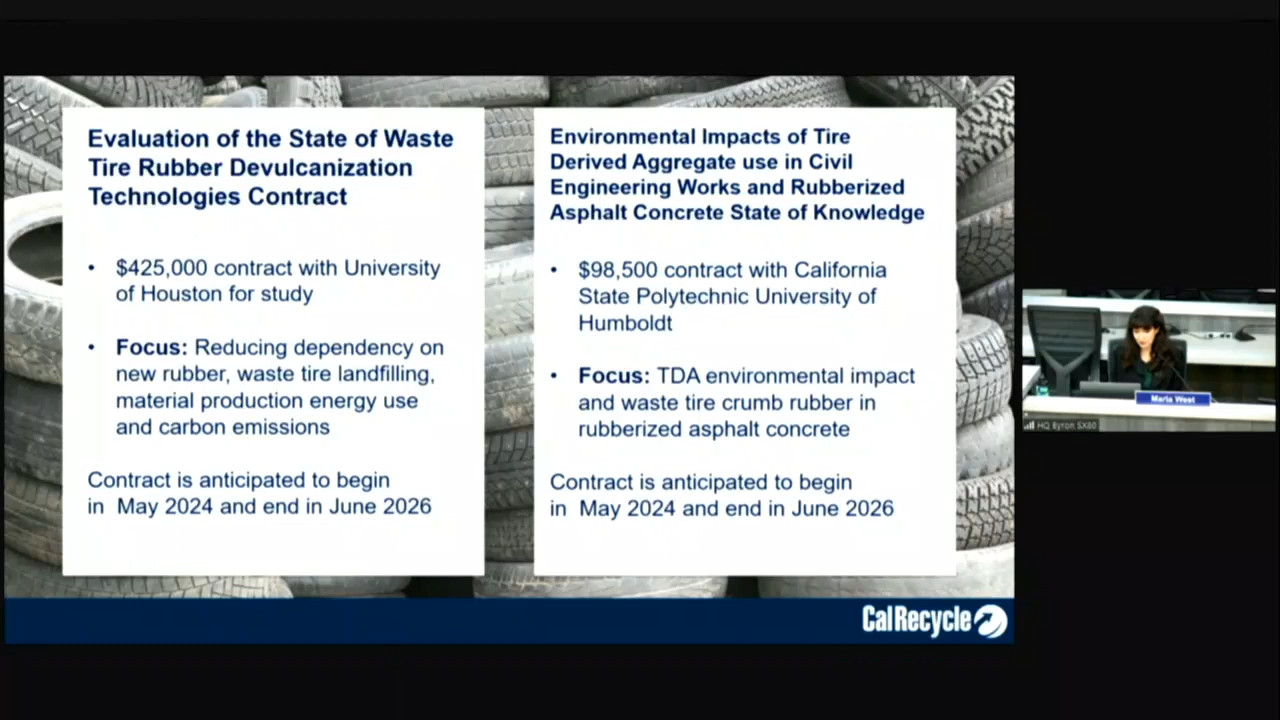 Evaluation of the State of Waste
Tire Rubber Devulcanization
Technologies Contract
• $425,000 contract with University
of Houston for study
• Focus: Reducing dependency on
new rubber, waste tire landfilling,
material production energy use
and carbon emissions
Contract is anticipated to begin
in May 2024 and end in June 2026
Environmental Impacts of Tire
Derived Aggregate use in Civil
Engineering Works and Rubberized
Asphalt Concrete State of Knowledge
• $98,500 contract with California
State Polytechnic University of
Humboldt
• Focus: TDA environmental impact
and waste tire crumb rubber in
rubberized asphalt concrete
Contract is anticipated to begin
in May 2024 and end in June 2026
CalRecycle
Marla West
HQ Byron SX80